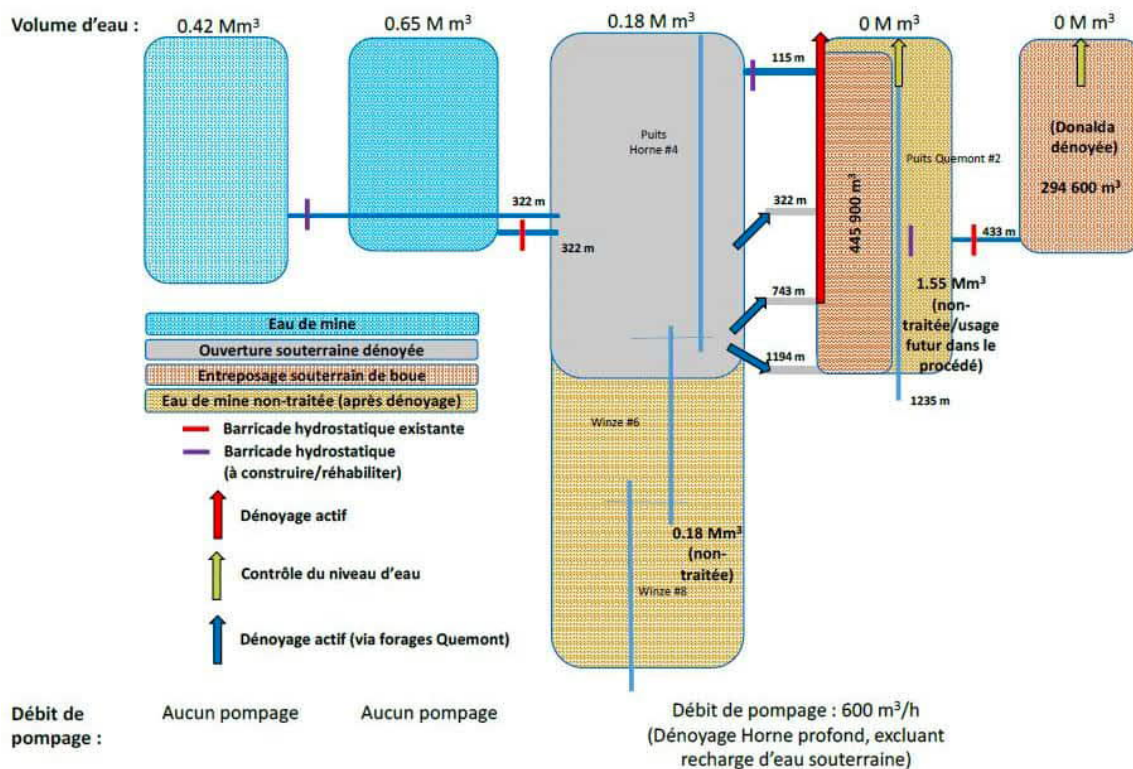 Volume d'eau :
0.42 Mm³
0.65 M m³
0.18 M m³
0 M m³
0 M m³
115 m
Puits
Horne #4
(Donalda
dénoyée)
Puits Quemont #2
294 600 m³
445 900 m³
322 m
322 m
322 m
433 m
743 m
1.55 Mm³
(non-
traitée/usage
futur dans le
procédé)
1194 m
1235 m
Eau de mine
Ouverture souterraine dénoyée
Entreposage souterrain de boue
Eau de mine non-traitée (après dénoyage)
Barricade hydrostatique existante
Barricade hydrostatique
(à construire/réhabiliter)
Dénoyage actif
Contrôle du niveau d'eau
Dénoyage actif (via forages Quemont)
Winze #6
0.18 Mm³
(non-
traitée)
Winze #8
Débit de
pompage :
Aucun pompage
Aucun pompage
Débit de pompage : 600 m³/h
(Dénoyage Horne profond, excluant
recharge d'eau souterraine)